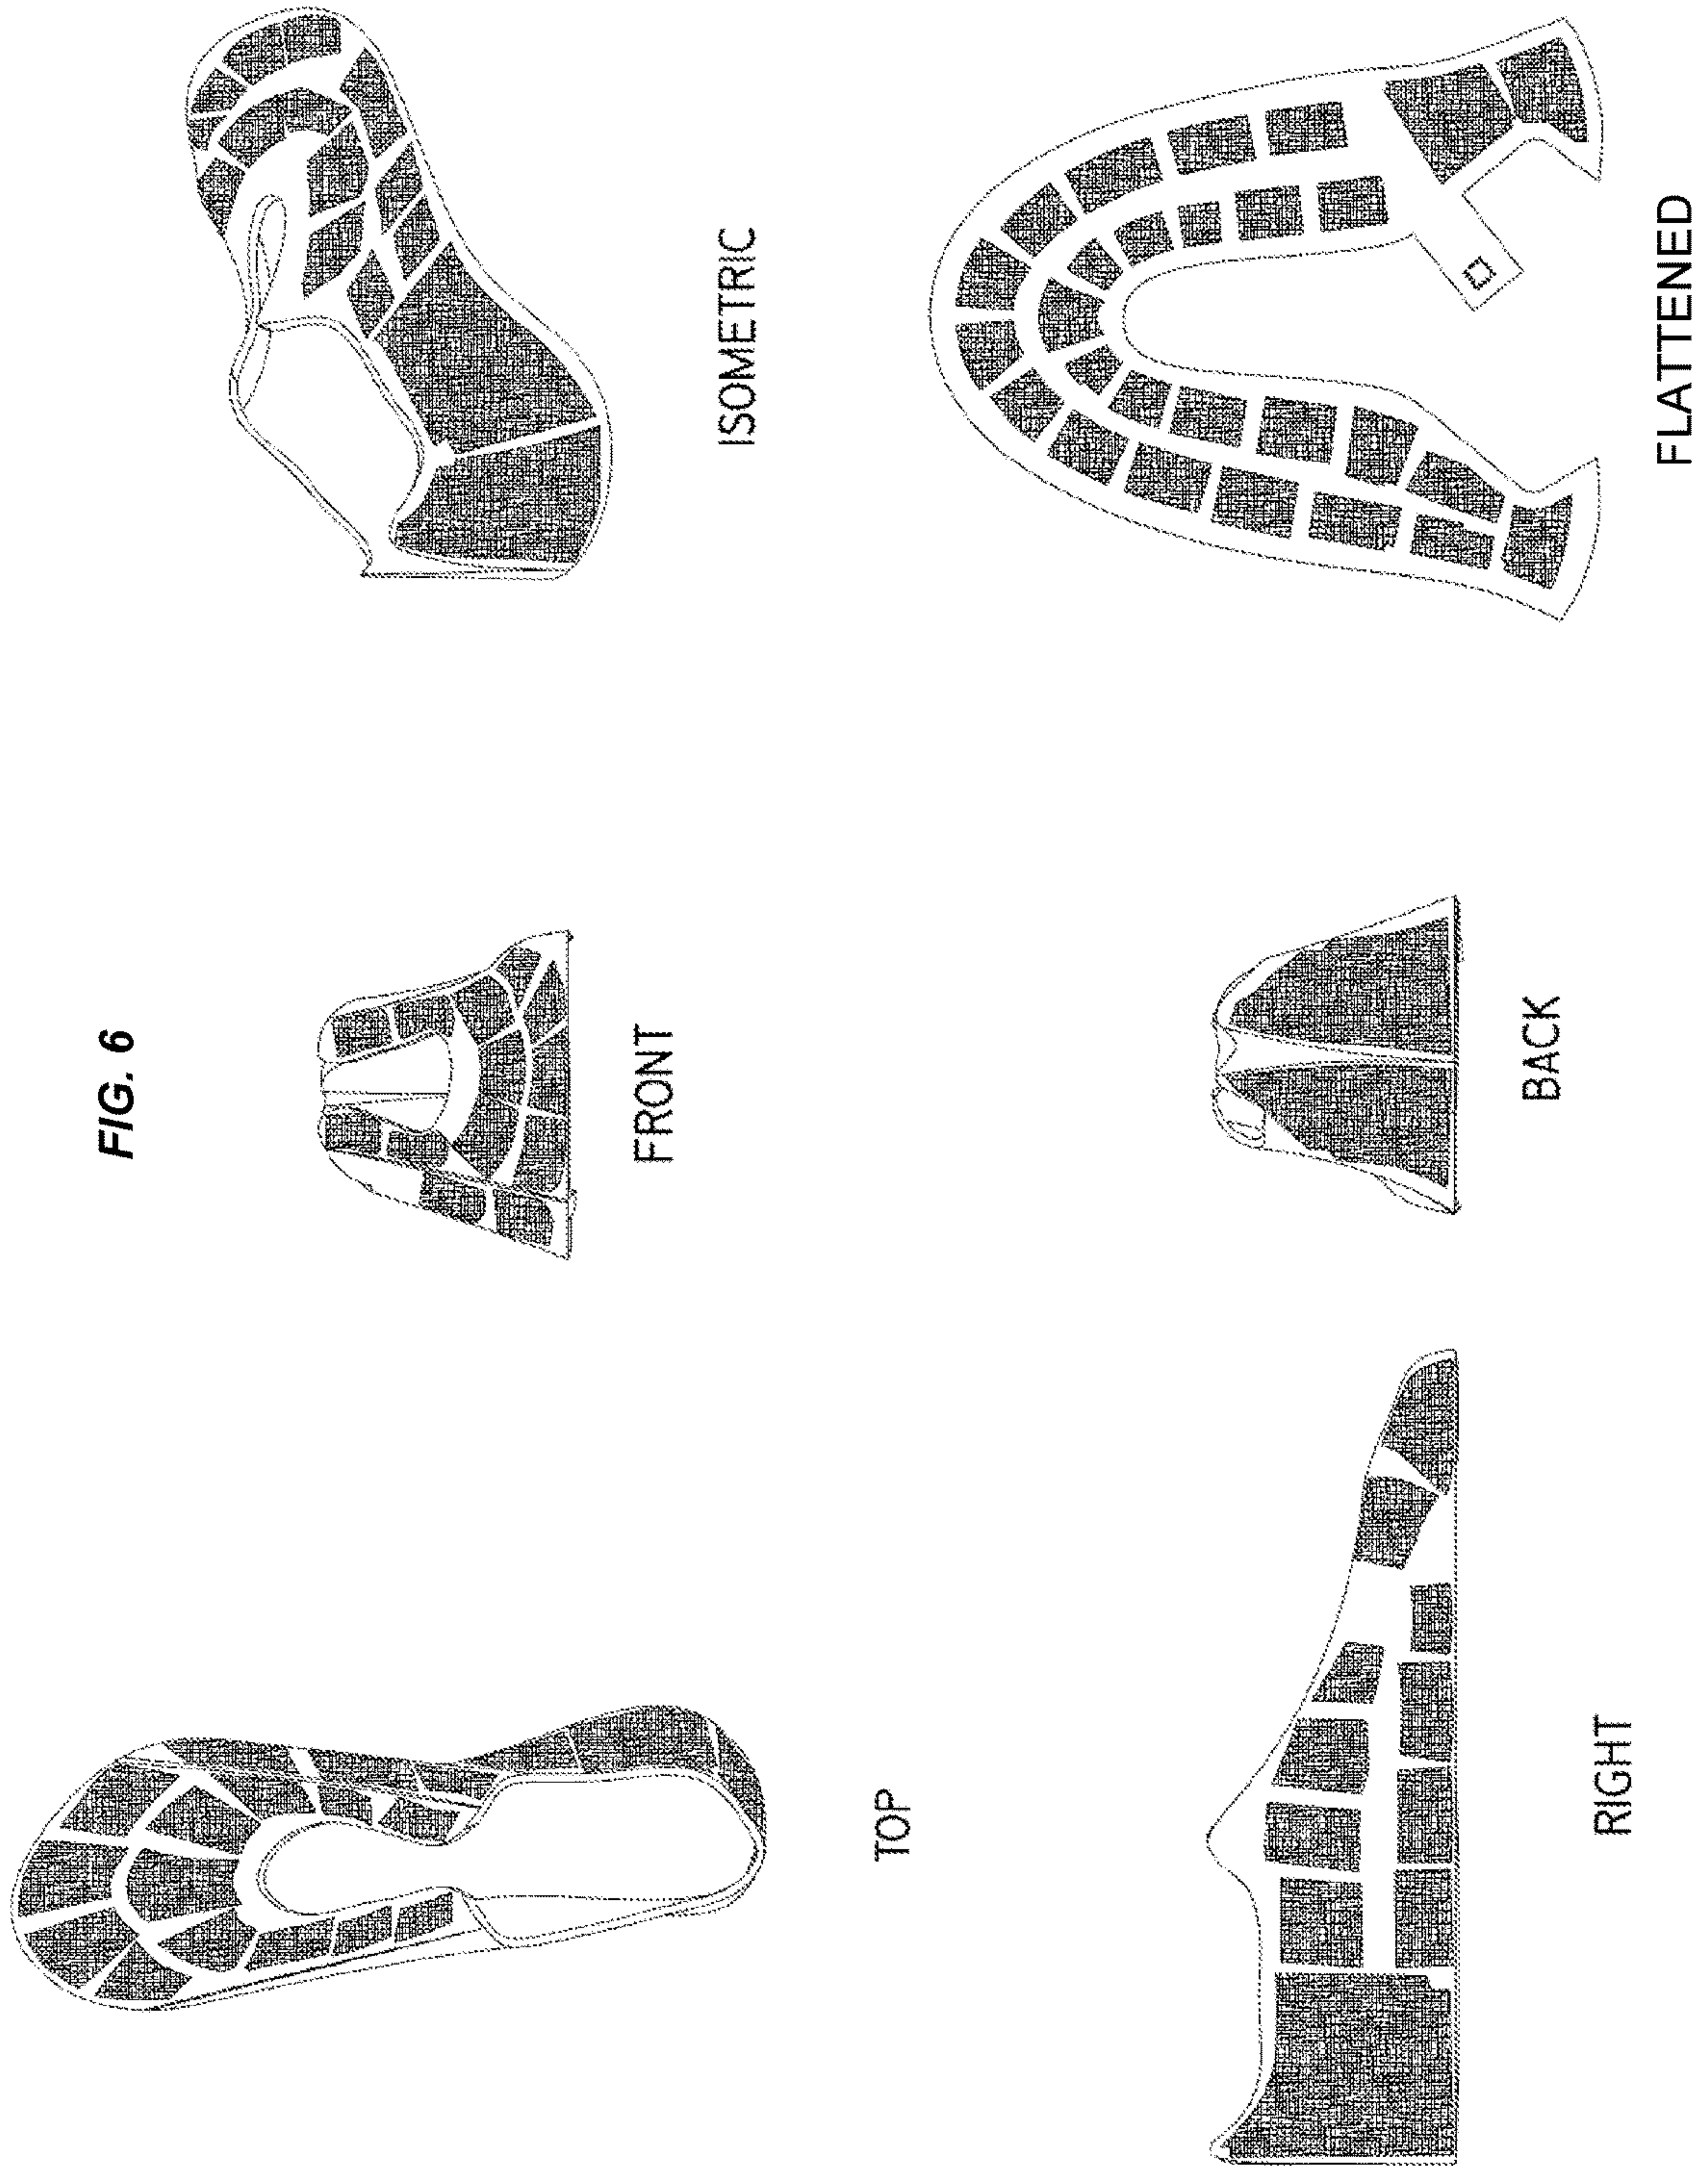 FIG. 6
TOP
FRONT
ISOMETRIC
RIGHT
BACK
FLATTENED